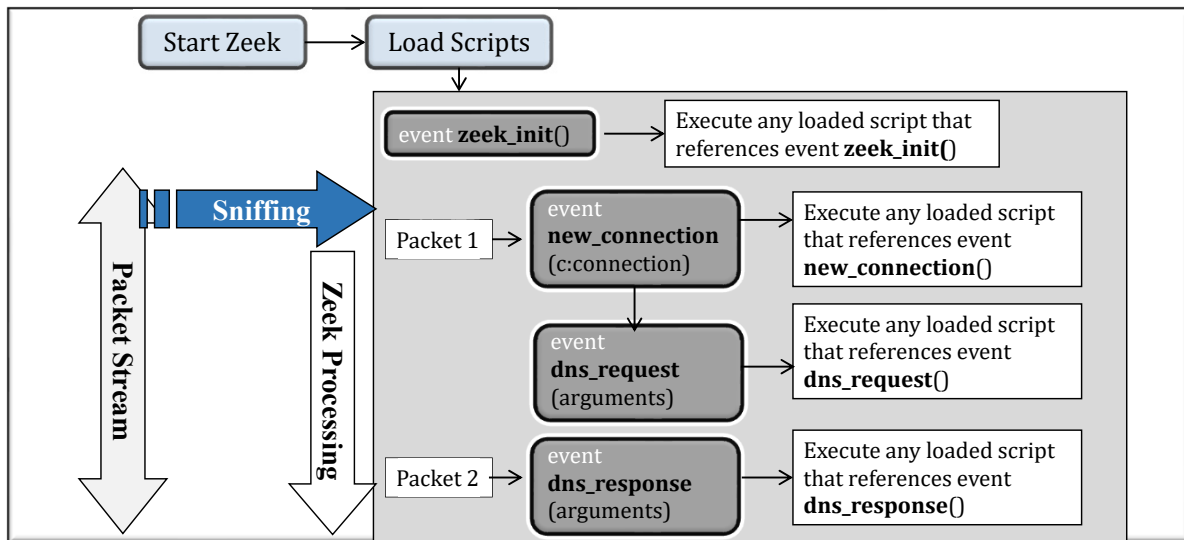 Start Zeek
Load Scripts
event zeek_init()
Execute any loaded script that
references event zeek_init()
Sniffing
Packet Stream
Zeek Processing
Packet 1
event
new_connection
(c:connection)
Execute any loaded script
that references event
new_connection()
event
dns_request
(arguments)
Execute any loaded script
that references event
dns_request()
Packet 2
event
dns_response
(arguments)
Execute any loaded script
that references event
dns_response()